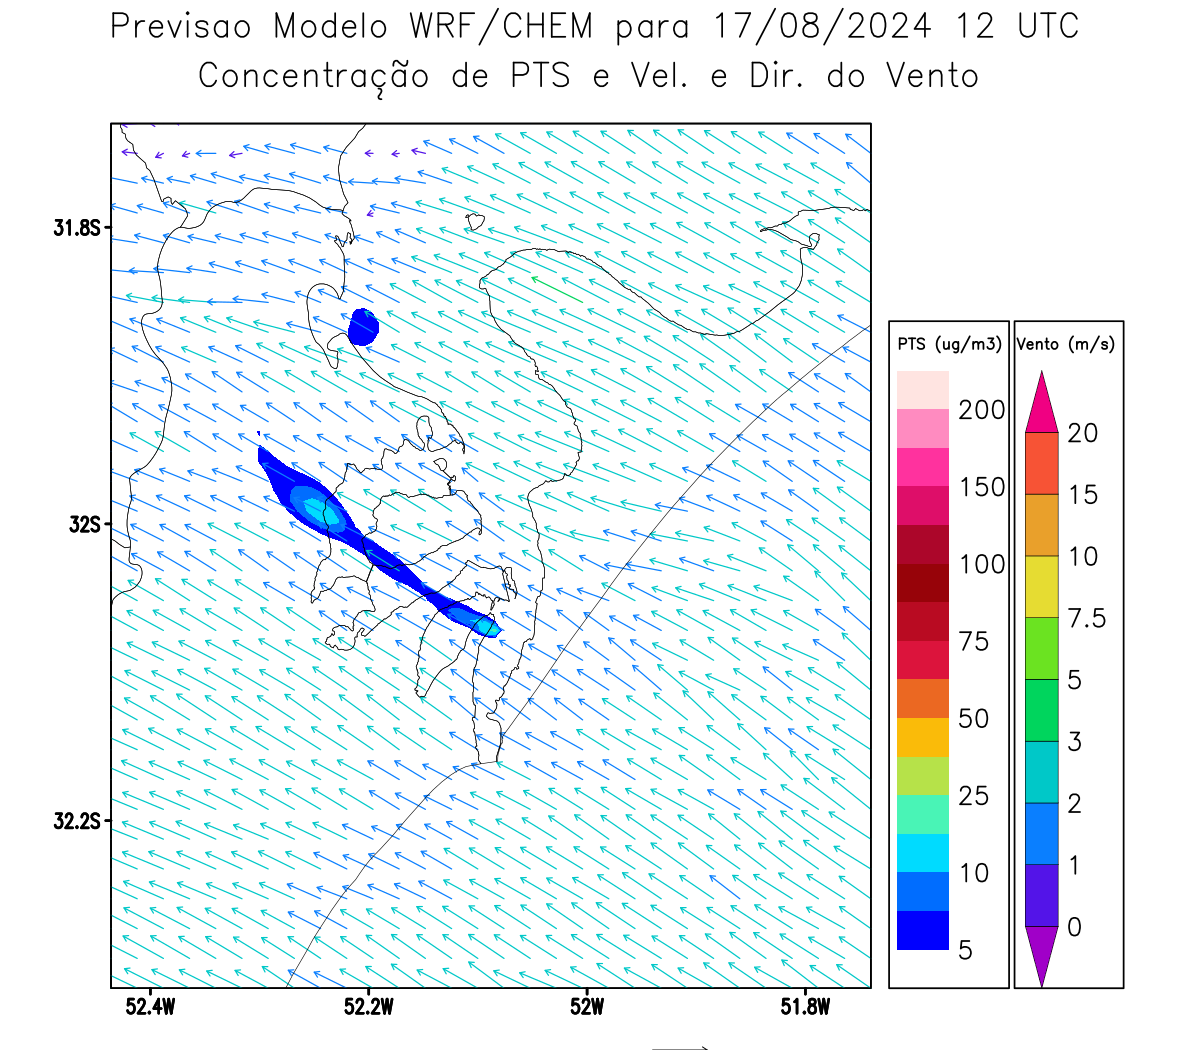 Previsao Modelo WRF/CHEM para 17/08/2024 12 UTC
Concentração de PTS e Vel. e Dir. do Vento
31.8S
32S
32.2S
52.4W 52.2W 52W 51.8W
PTS (ug/m3)
200
150
100
75
50
25
10
5
Vento (m/s)
20
15
10
7.5
5
3
2
1
0